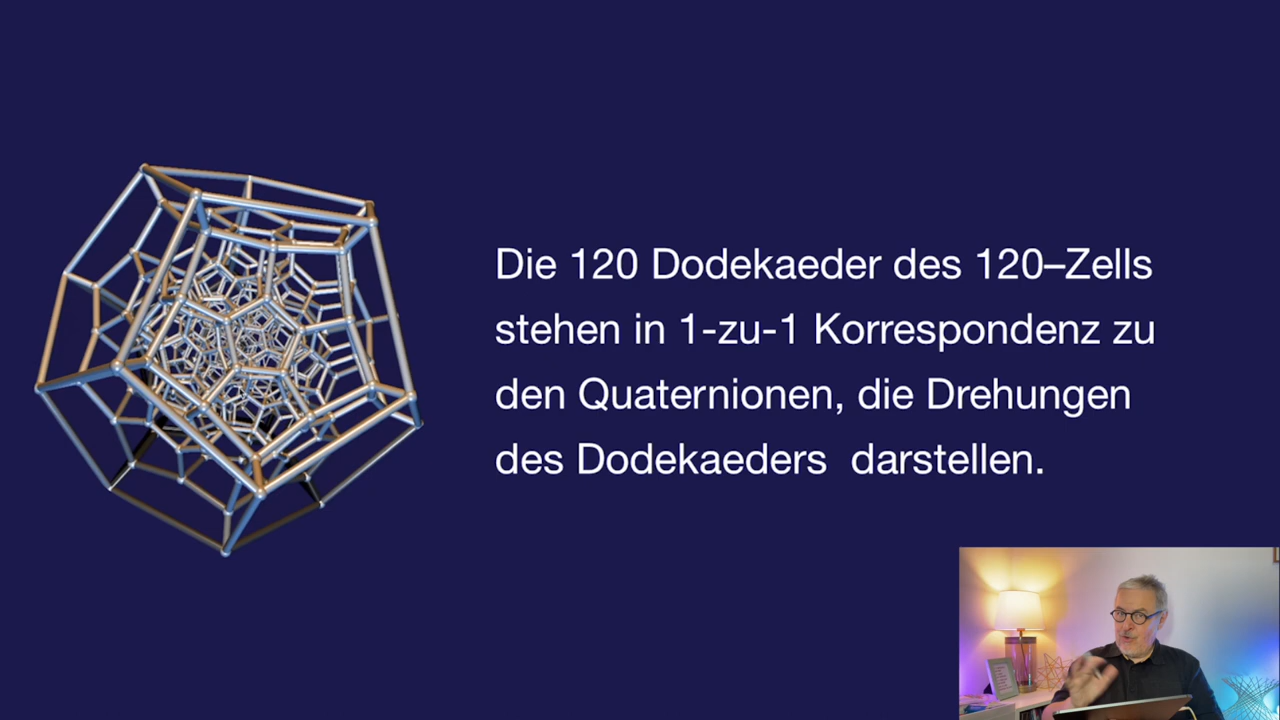 Die 120 Dodekaeder des 120–Zells
stehen in 1-zu-1 Korrespondenz zu
den Quaternionen, die Drehungen
des Dodekaeders darstellen.